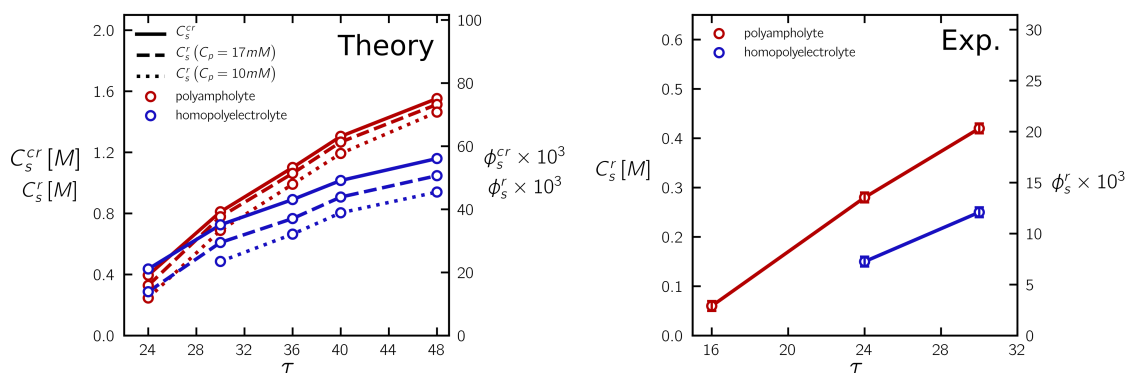 Theory
C_s^{cr}
C_s^r (C_p = 17mM)
C_s^r (C_p = 10mM)
polyampholyte
homopolyelectrolyte
2.1
1.8
1.6
1.2
0.8
0.4
0.0
C_s^{cr} [M]
C_s^r [M]
24
28
32
36
40
44
48
τ
100
80
60
40
20
0
ϕ_s^{cr} × 10^3
ϕ_s^r × 10^3
Exp.
polyampholyte
homopolyelectrolyte
0.6
0.5
0.4
0.3
0.2
0.1
0.0
C_s^r [M]
16
20
24
28
32
τ
30
25
20
15
10
5
0
ϕ_s^r × 10^3